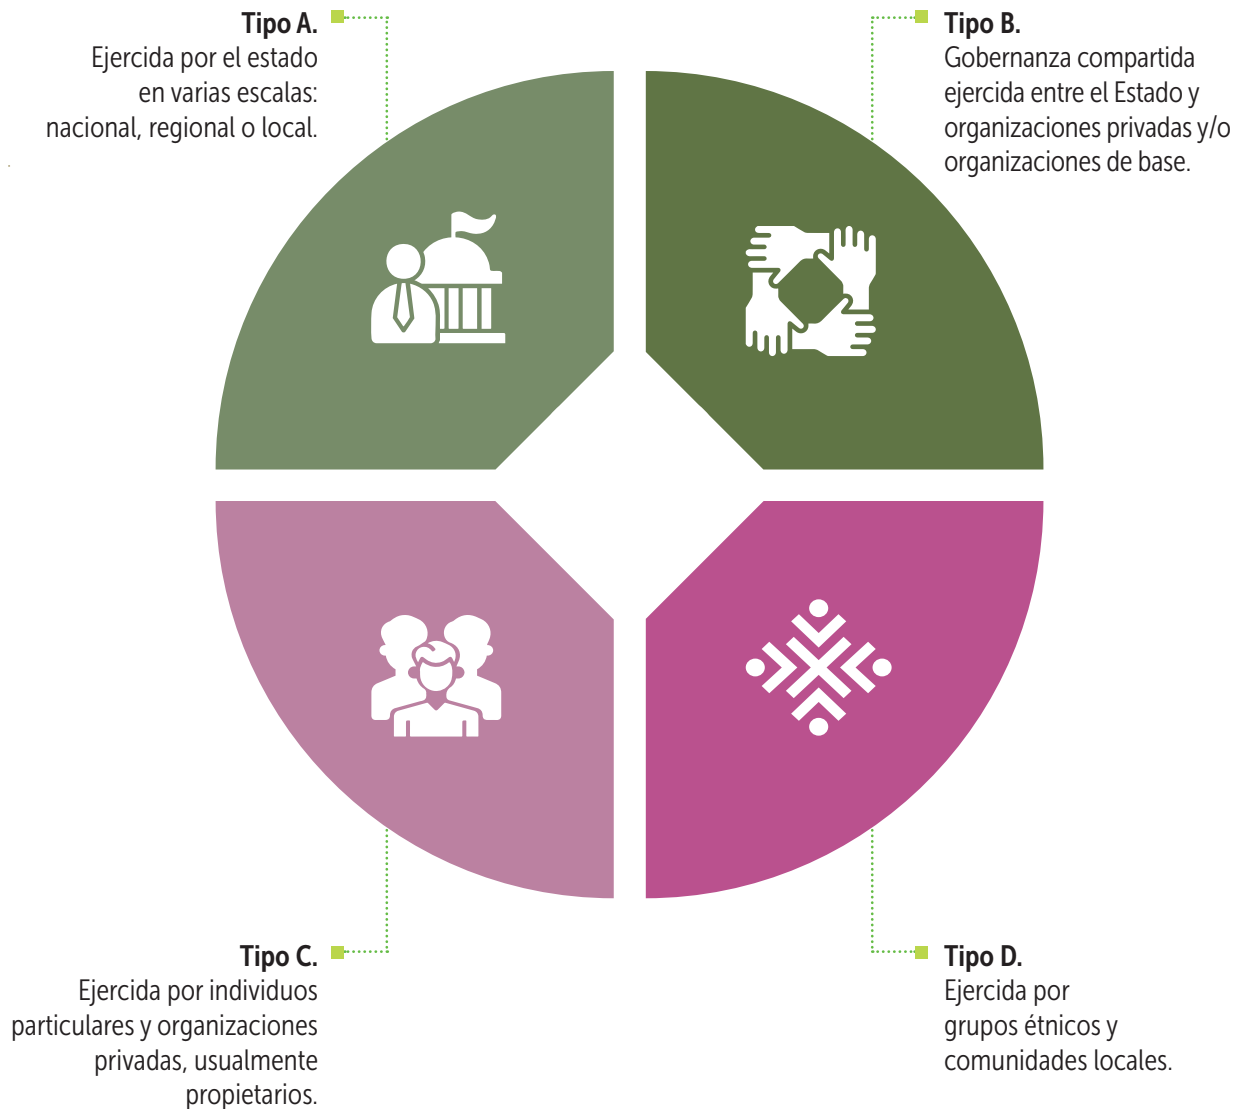 Tipo A.
Ejercida por el estado
en varias escalas:
nacional, regional o local.
Tipo B.
Gobernanza compartida
ejercida entre el Estado y
organizaciones privadas y/o
organizaciones de base.
Tipo C.
Ejercida por individuos
particulares y organizaciones
privadas, usualmente
propietarios.
Tipo D.
Ejercida por
grupos étnicos y
comunidades locales.